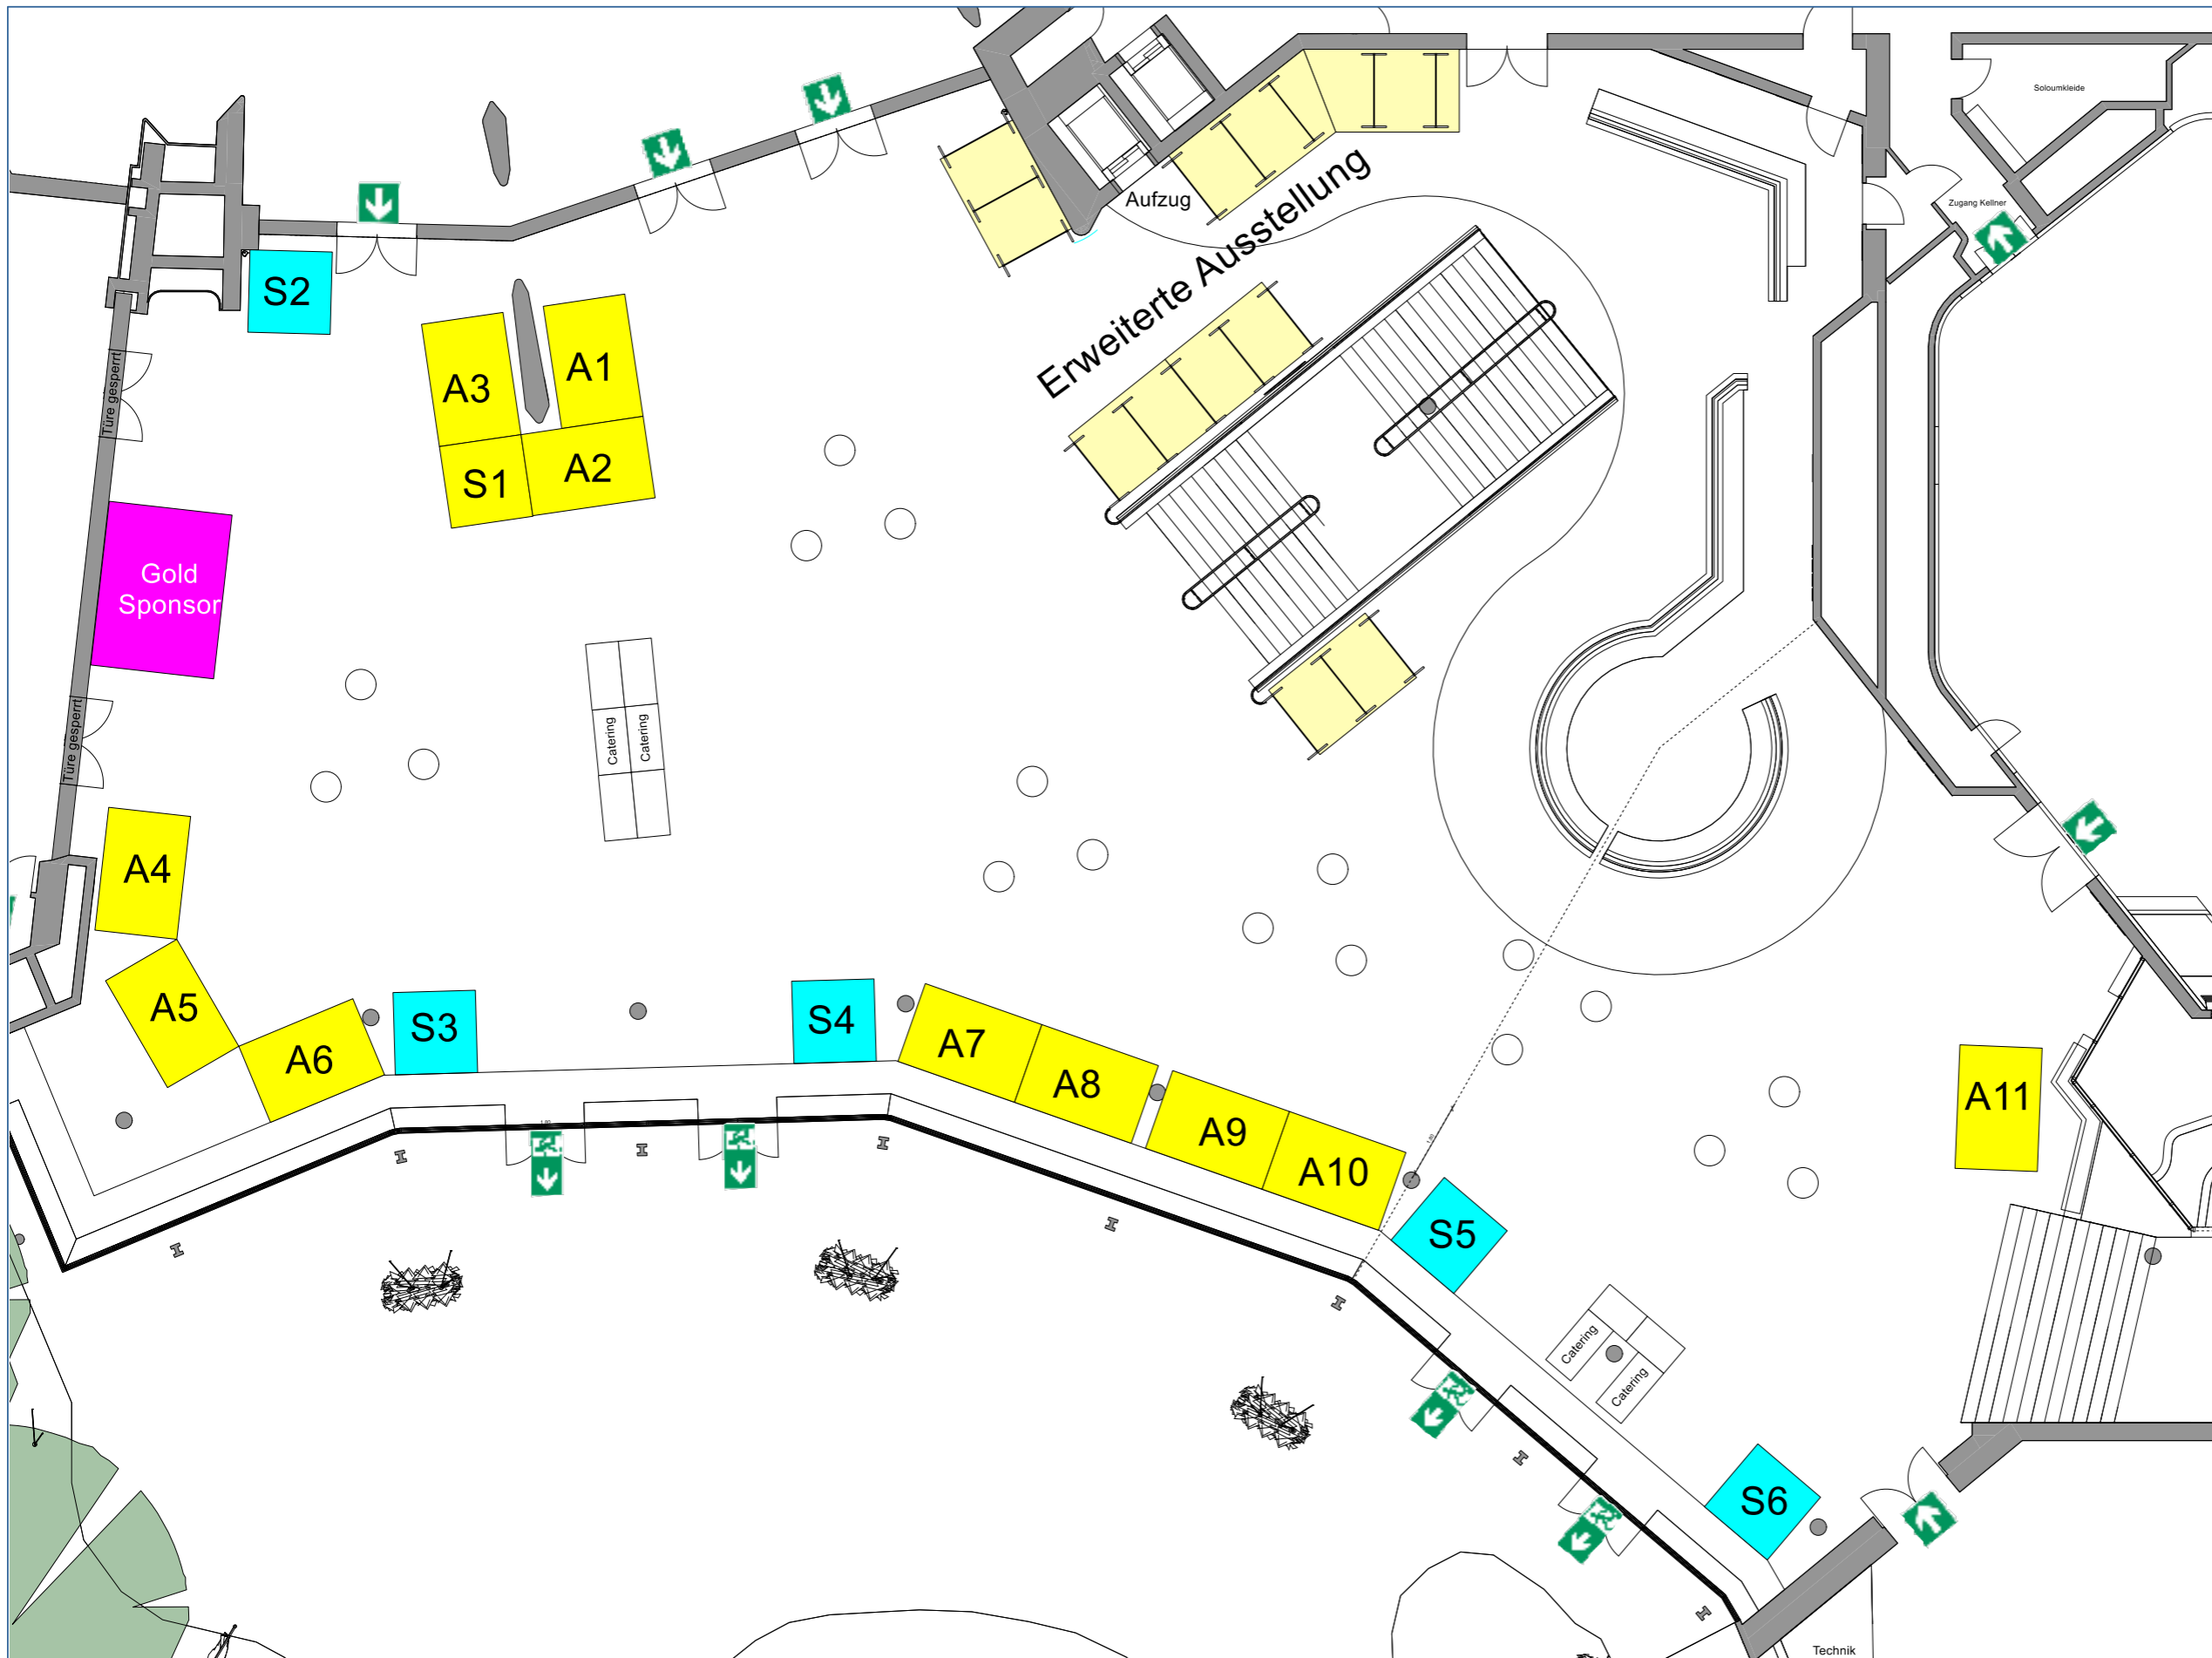 Soloumkleide
Zugang Kellner
Aufzug
Erweiterte Ausstellung
S2
A3
A1
S1
A2
Türe gesperrt
Gold
Sponsor
Türe gesperrt
Catering
Catering
A4
A5
A6
S3
S4
A7
A8
A9
A10
A11
S5
Catering
Catering
S6
Technik